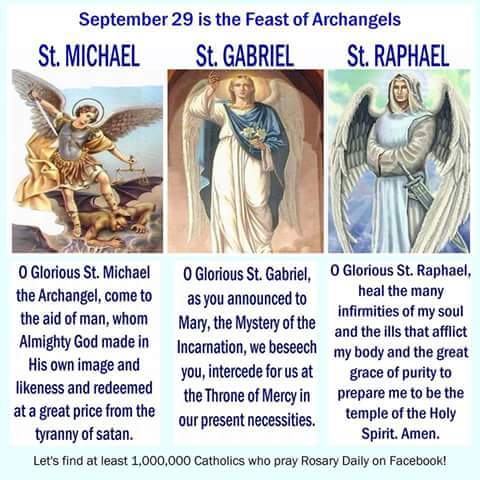 September 29 is the Feast of Archangels
St. MICHAEL
St. GABRIEL
St. RAPHAEL
O Glorious St. Michael
the Archangel, come to
the aid of man, whom
Almighty God made in
His own image and
likeness and redeemed
at a great price from the
tyranny of satan.
O Glorious St. Gabriel,
as you announced to
Mary, the Mystery of the
Incarnation, we beseech
you, intercede for us at
the Throne of Mercy in
our present necessities.
O Glorious St. Raphael,
heal the many
infirmities of my soul
and the ills that afflict
my body and the great
grace of purity to
prepare me to be the
temple of the Holy
Spirit. Amen.
Let's find at least 1,000,000 Catholics who pray Rosary Daily on Facebook!